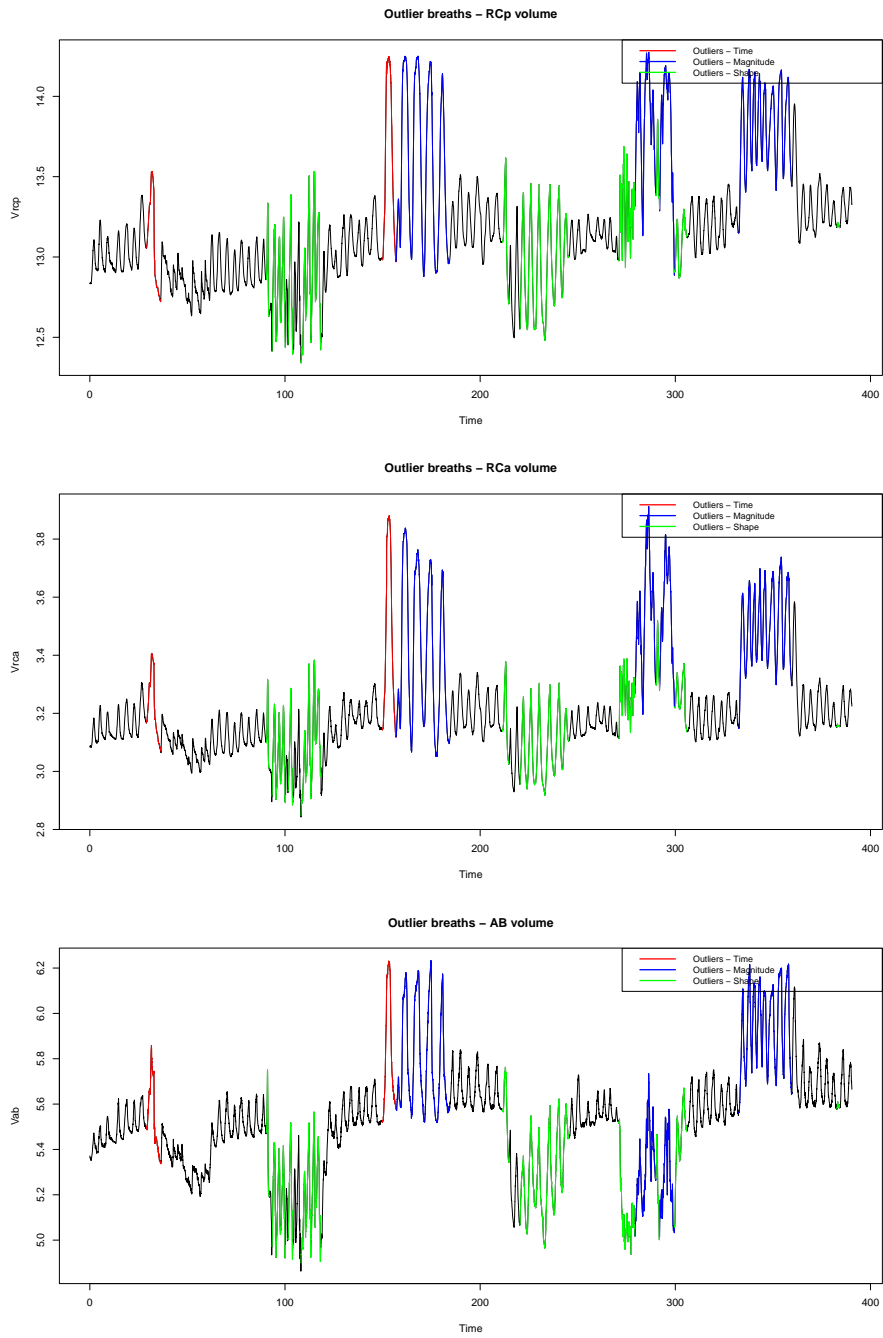 Outlier breaths – RCp volume
Outliers – Time
Outliers – Magnitude
Outliers – Shape
Vrcp
14.0
13.5
13.0
12.5
0 100 200 300 400
Time
Outlier breaths – RCa volume
Outliers – Time
Outliers – Magnitude
Outliers – Shape
Vrca
3.8
3.6
3.4
3.2
3.0
2.8
0 100 200 300 400
Time
Outlier breaths – AB volume
Outliers – Time
Outliers – Magnitude
Outliers – Shape
Vab
6.2
6.0
5.8
5.6
5.4
5.2
5.0
0 100 200 300 400
Time